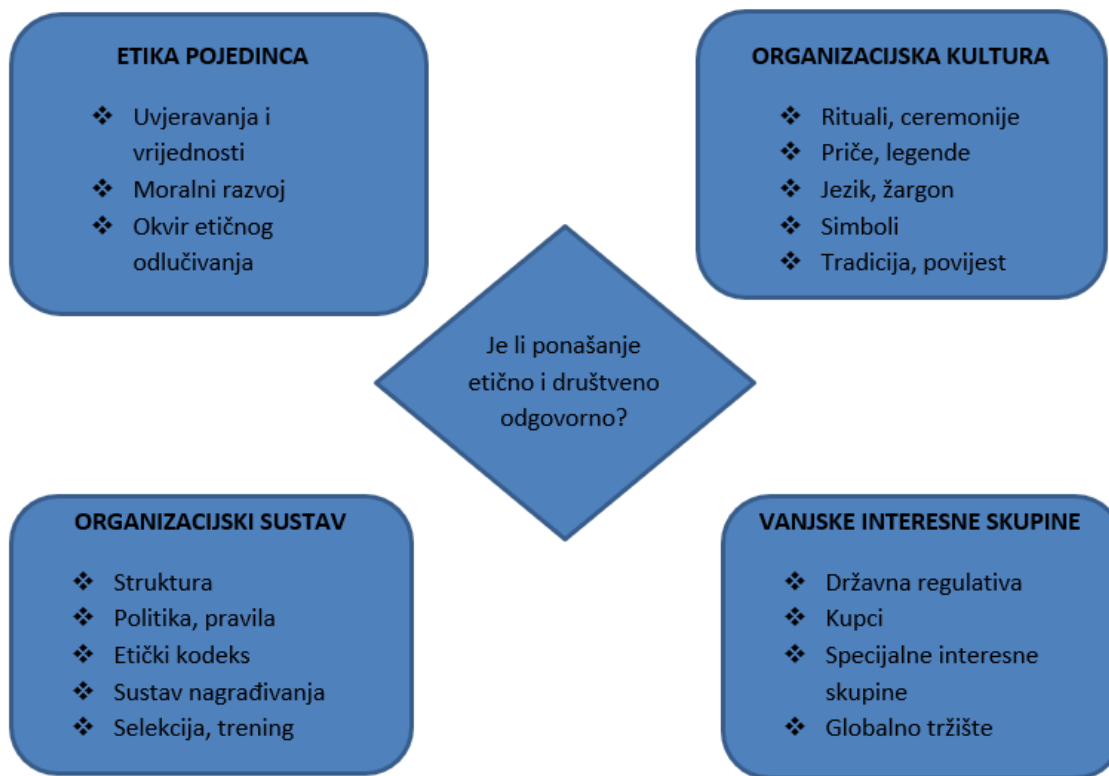 ETIKA POJEDINCA
❖ Uvjeravanja i
vrijednosti
❖ Moralni razvoj
❖ Okvir etičnog
odlučivanja
ORGANIZACIJSKA KULTURA
❖ Rituali, ceremonije
❖ Priče, legende
❖ Jezik, žargon
❖ Simboli
❖ Tradicija, povijest
Je li ponašanje
etično i društveno
odgovorno?
ORGANIZACIJSKI SUSTAV
❖ Struktura
❖ Politika, pravila
❖ Etički kodeks
❖ Sustav nagrađivanja
❖ Selekcija, trening
VANJSKE INTERESNE SKUPINE
❖ Državna regulativa
❖ Kupci
❖ Specijalne interesne
skupine
❖ Globalno tržište